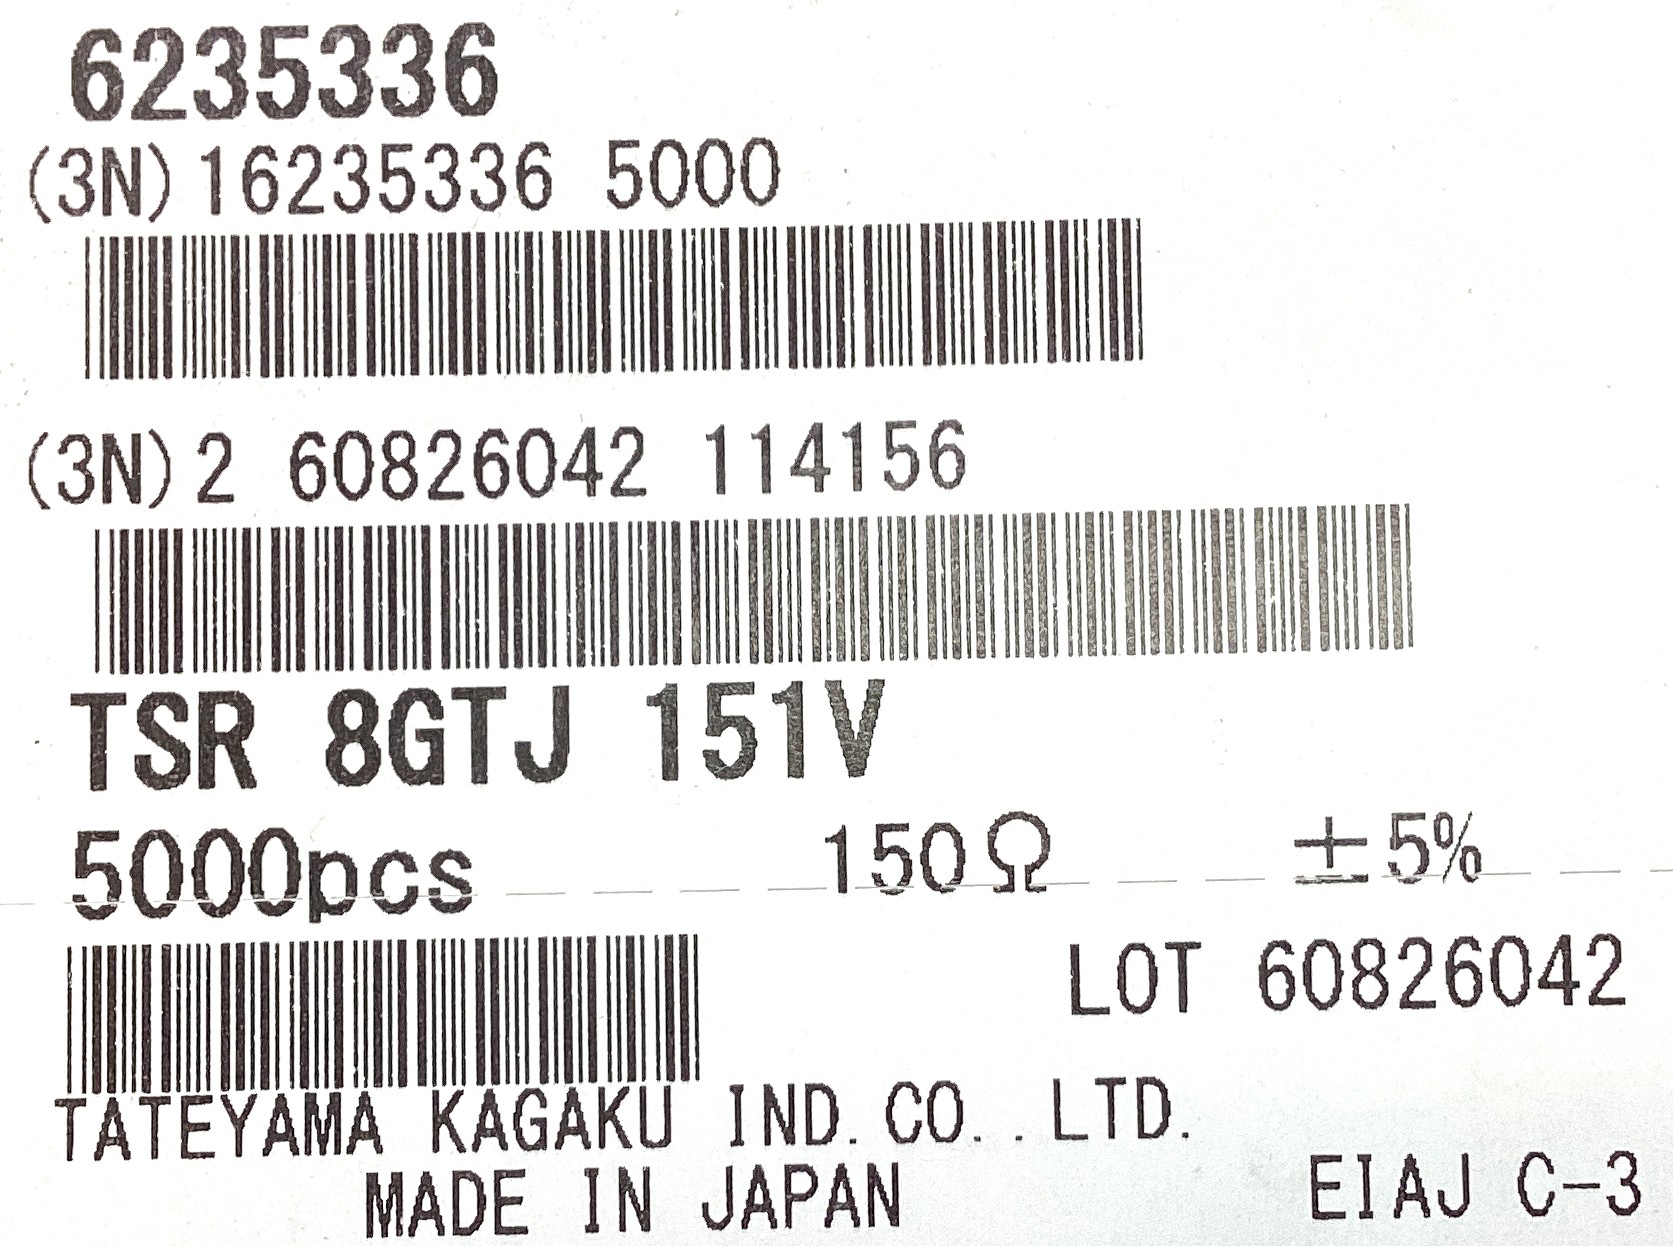 6235336
(3N)16235336 5000
(3N)2 60826042 114156
TSR 8GTJ 151V
5000pcs 150Ω ±5%
LOT 60826042
TATEYAMA KAGAKU IND.CO..LTD.
MADE IN JAPAN
EIAJ C-3